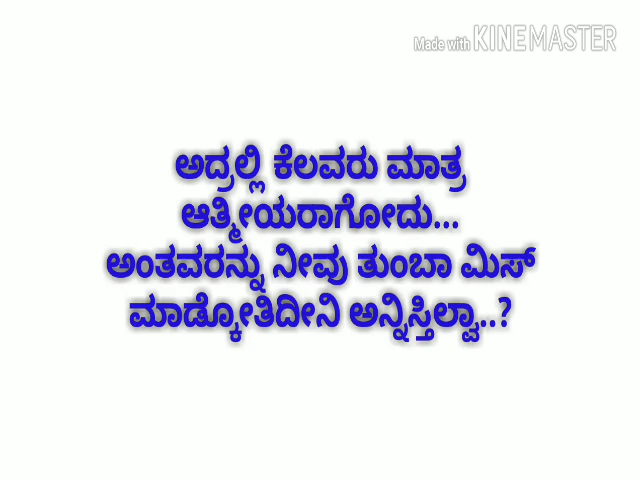 Made with KINEMASTER
ಅದ್ರಲ್ಲಿ ಕೆಲವರು ಮಾತ್ರ
ಆತ್ಮೀಯರಾಗೋದು...
ಅಂತವರನ್ನು ನೀವು ತುಂಬಾ ಮಿಸ್
ಮಾಡ್ಕೋತಿದೀನಿ ಅನ್ನಿಸ್ತಿಲ್ವಾ..?